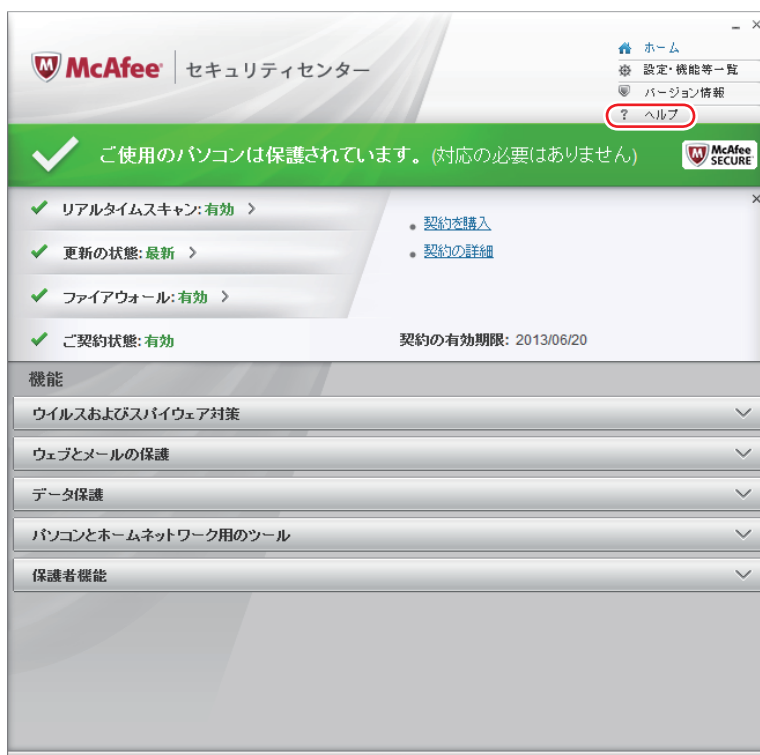 McAfee セキュリティセンター
ホーム
設定・機能等一覧
バージョン情報
? ヘルプ
ご使用のパソコンは保護されています。(対応の必要はありません)
McAfee
SECURE
リアルタイムスキャン:有効
契約を購入
更新の状態:最新
契約の詳細
ファイアウォール:有効
ご契約状態:有効
契約の有効期限: 2013/06/20
機能
ウイルスおよびスパイウェア対策
ウェブとメールの保護
データ保護
パソコンとホームネットワーク用のツール
保護者機能